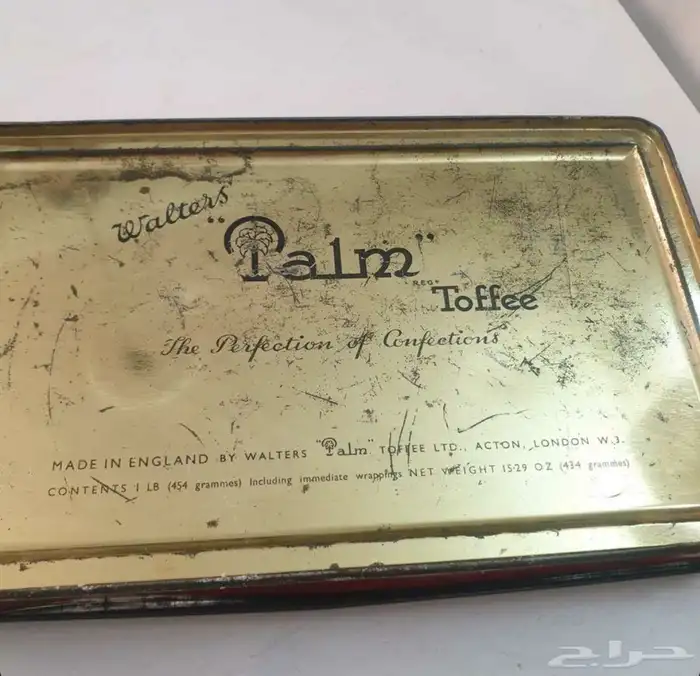 Walters
"Palm"
REG.
Toffee
The Perfection of Confections
MADE IN ENGLAND BY WALTERS "Palm" TOFFEE LTD., ACTON, LONDON W.3.
CONTENTS 1 LB (454 grammes) Including immediate wrappings NET WEIGHT 15·29 OZ (434 grammes)
حراج